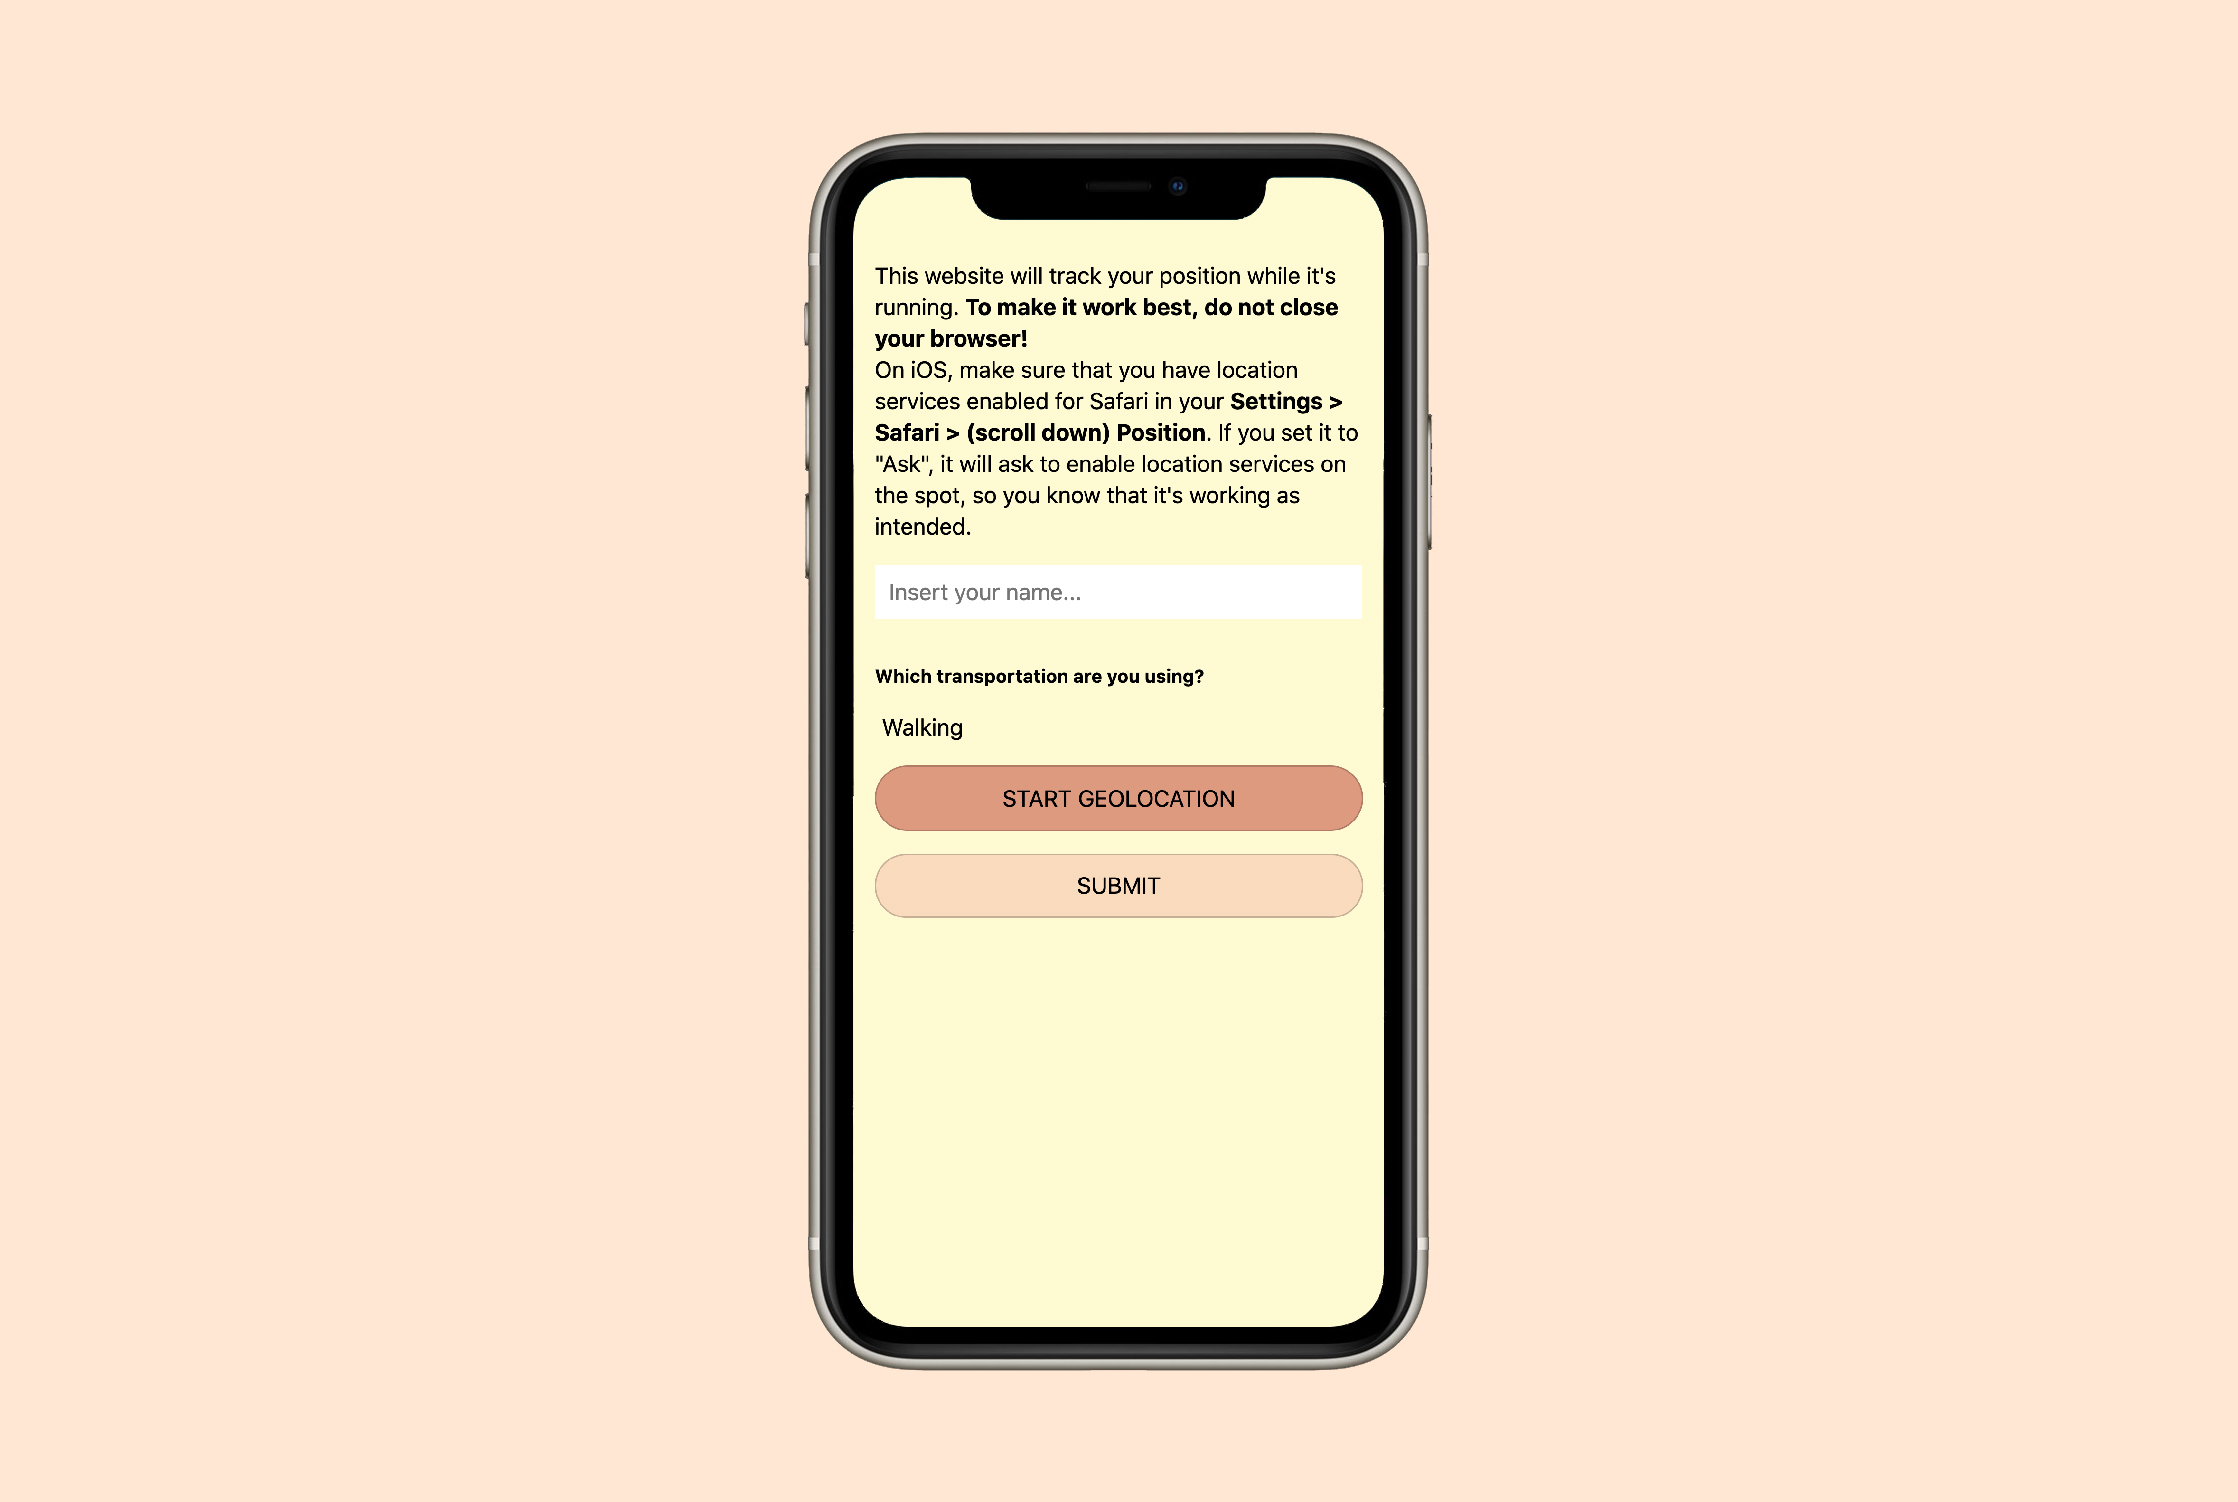 This website will track your position while it's
running. To make it work best, do not close
your browser!
On iOS, make sure that you have location
services enabled for Safari in your Settings >
Safari > (scroll down) Position. If you set it to
"Ask", it will ask to enable location services on
the spot, so you know that it's working as
intended.
Insert your name...
Which transportation are you using?
Walking
START GEOLOCATION
SUBMIT